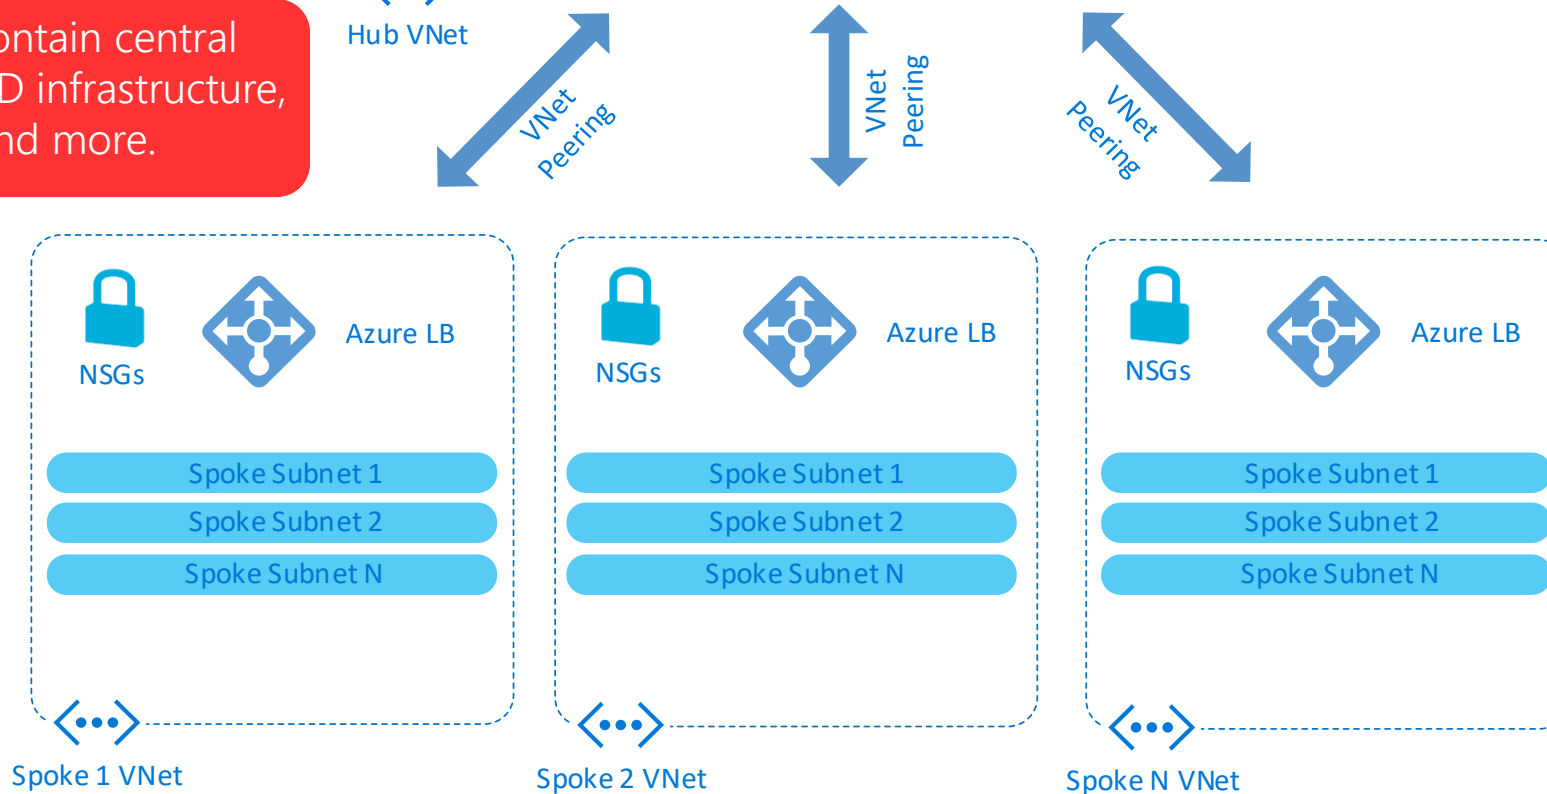 ontain central
D infrastructure,
nd more.
Hub VNet
VNet
Peering
VNet
Peering
VNet
Peering
NSGs
Azure LB
Spoke Subnet 1
Spoke Subnet 2
Spoke Subnet N
Spoke 1 VNet
NSGs
Azure LB
Spoke Subnet 1
Spoke Subnet 2
Spoke Subnet N
Spoke 2 VNet
NSGs
Azure LB
Spoke Subnet 1
Spoke Subnet 2
Spoke Subnet N
Spoke N VNet